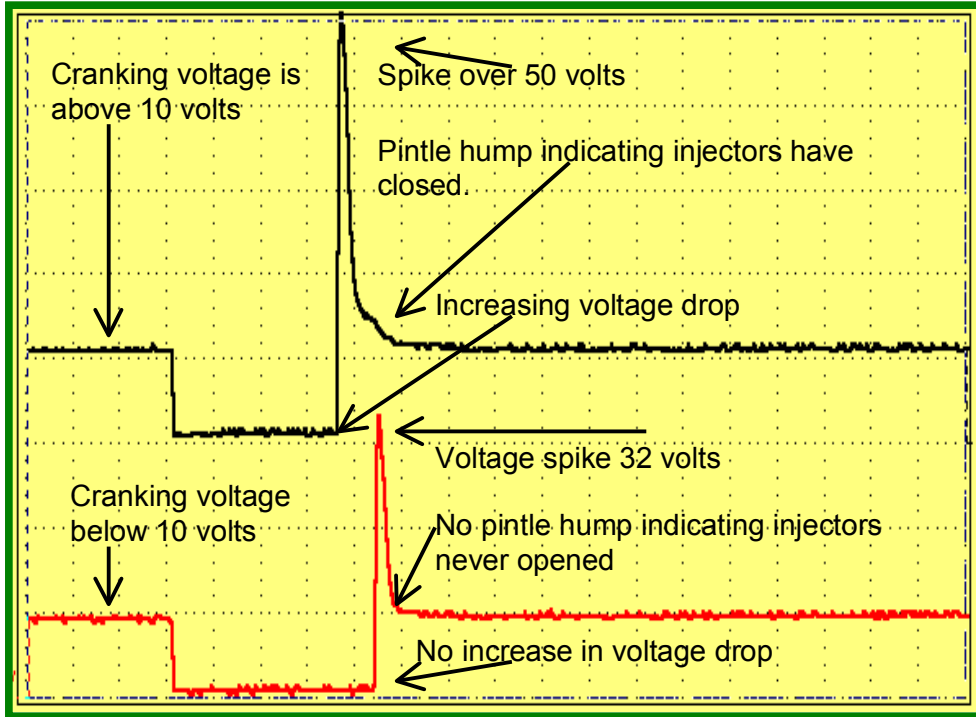 Cranking voltage is
above 10 volts
Spike over 50 volts
Pintle hump indicating injectors have
closed.
Increasing voltage drop
Voltage spike 32 volts
Cranking voltage
below 10 volts
No pintle hump indicating injectors
never opened
No increase in voltage drop